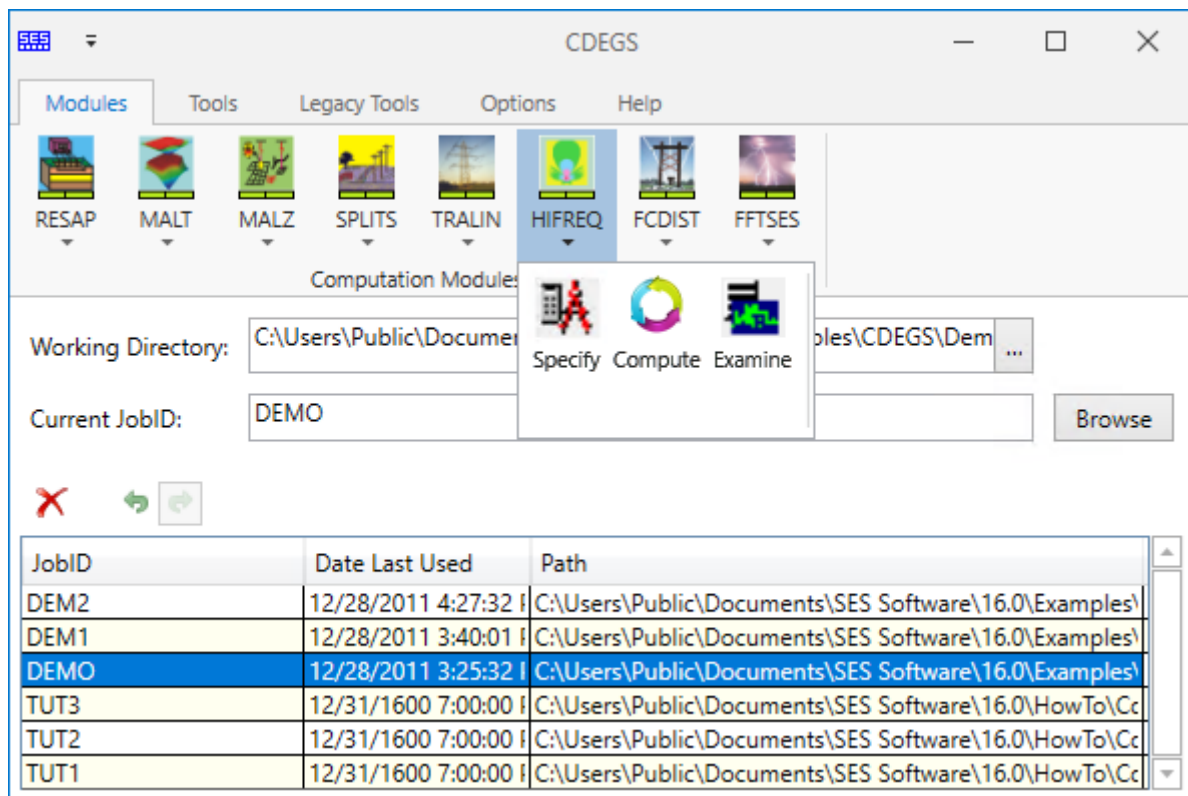 SES CDEGS
Modules Tools Legacy Tools Options Help
RESAP MALT MALZ SPLITS TRALIN HIFREQ FCDIST FFTSES
Computation Modules
Specify Compute Examine
Working Directory: C:\Users\Public\Docume ples\CDEGS\Dem ...
Current JobID: DEMO Browse
JobID Date Last Used Path
DEM2 12/28/2011 4:27:32 C:\Users\Public\Documents\SES Software\16.0\Examples\
DEM1 12/28/2011 3:40:01 C:\Users\Public\Documents\SES Software\16.0\Examples\
DEMO 12/28/2011 3:25:32 C:\Users\Public\Documents\SES Software\16.0\Examples\
TUT3 12/31/1600 7:00:00 C:\Users\Public\Documents\SES Software\16.0\HowTo\Cc
TUT2 12/31/1600 7:00:00 C:\Users\Public\Documents\SES Software\16.0\HowTo\Cc
TUT1 12/31/1600 7:00:00 C:\Users\Public\Documents\SES Software\16.0\HowTo\Cc